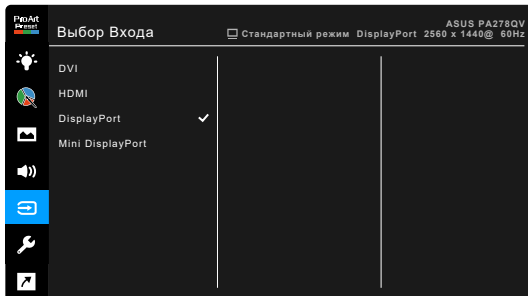 ProArt
Preset
Выбор Входа
ASUS PA278QV
Стандартный режим DisplayPort 2560 x 1440@ 60Hz
DVI
HDMI
DisplayPort
Mini DisplayPort